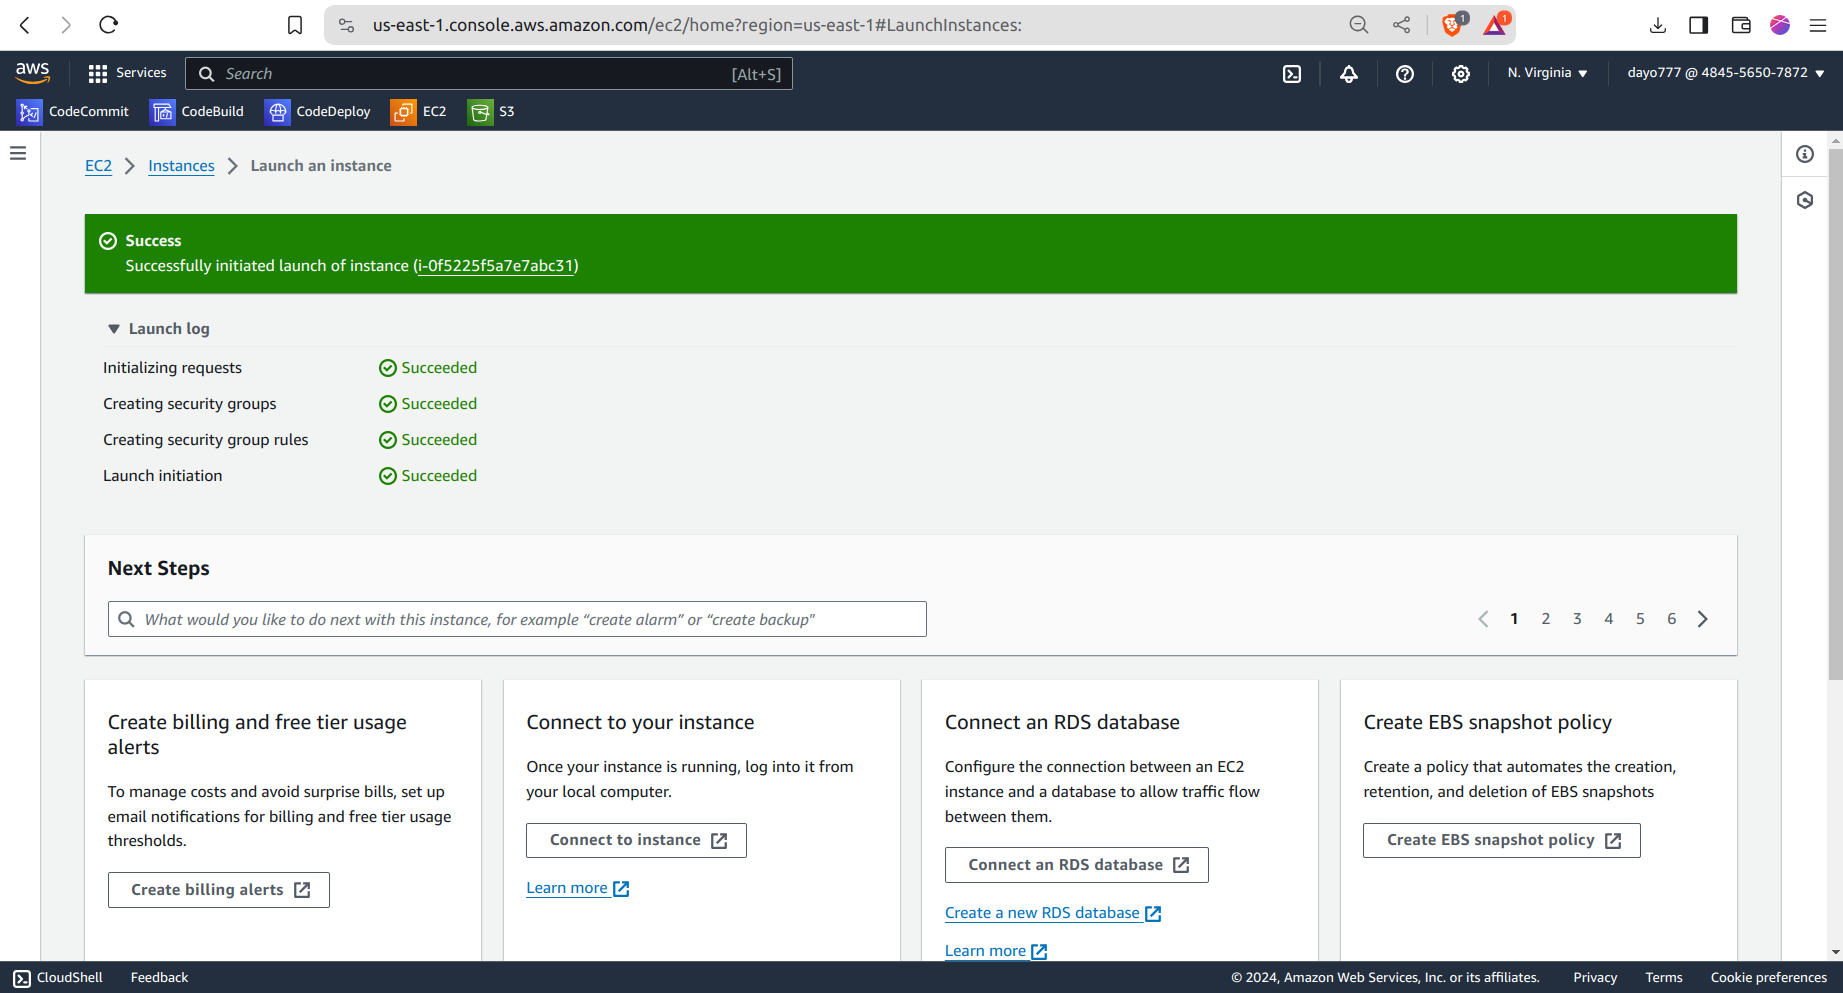 us-east-1.console.aws.amazon.com/ec2/home?region=us-east-1#LaunchInstances:
1
1
aws
Services
Search
[Alt+S]
N. Virginia
dayo777 @ 4845-5650-7872
CodeCommit
CodeBuild
CodeDeploy
EC2
S3
EC2
Instances
Launch an instance
Success
Successfully initiated launch of instance (i-0f5225f5a7e7abc31)
Launch log
Initializing requests
Succeeded
Creating security groups
Succeeded
Creating security group rules
Succeeded
Launch initiation
Succeeded
Next Steps
What would you like to do next with this instance, for example “create alarm” or “create backup”
1 2 3 4 5 6
Create billing and free tier usage
alerts
To manage costs and avoid surprise bills, set up
email notifications for billing and free tier usage
thresholds.
Create billing alerts
Connect to your instance
Once your instance is running, log into it from
your local computer.
Connect to instance
Learn more
Connect an RDS database
Configure the connection between an EC2
instance and a database to allow traffic flow
between them.
Connect an RDS database
Create a new RDS database
Learn more
Create EBS snapshot policy
Create a policy that automates the creation,
retention, and deletion of EBS snapshots
Create EBS snapshot policy
CloudShell
Feedback
© 2024, Amazon Web Services, Inc. or its affiliates.
Privacy
Terms
Cookie preferences